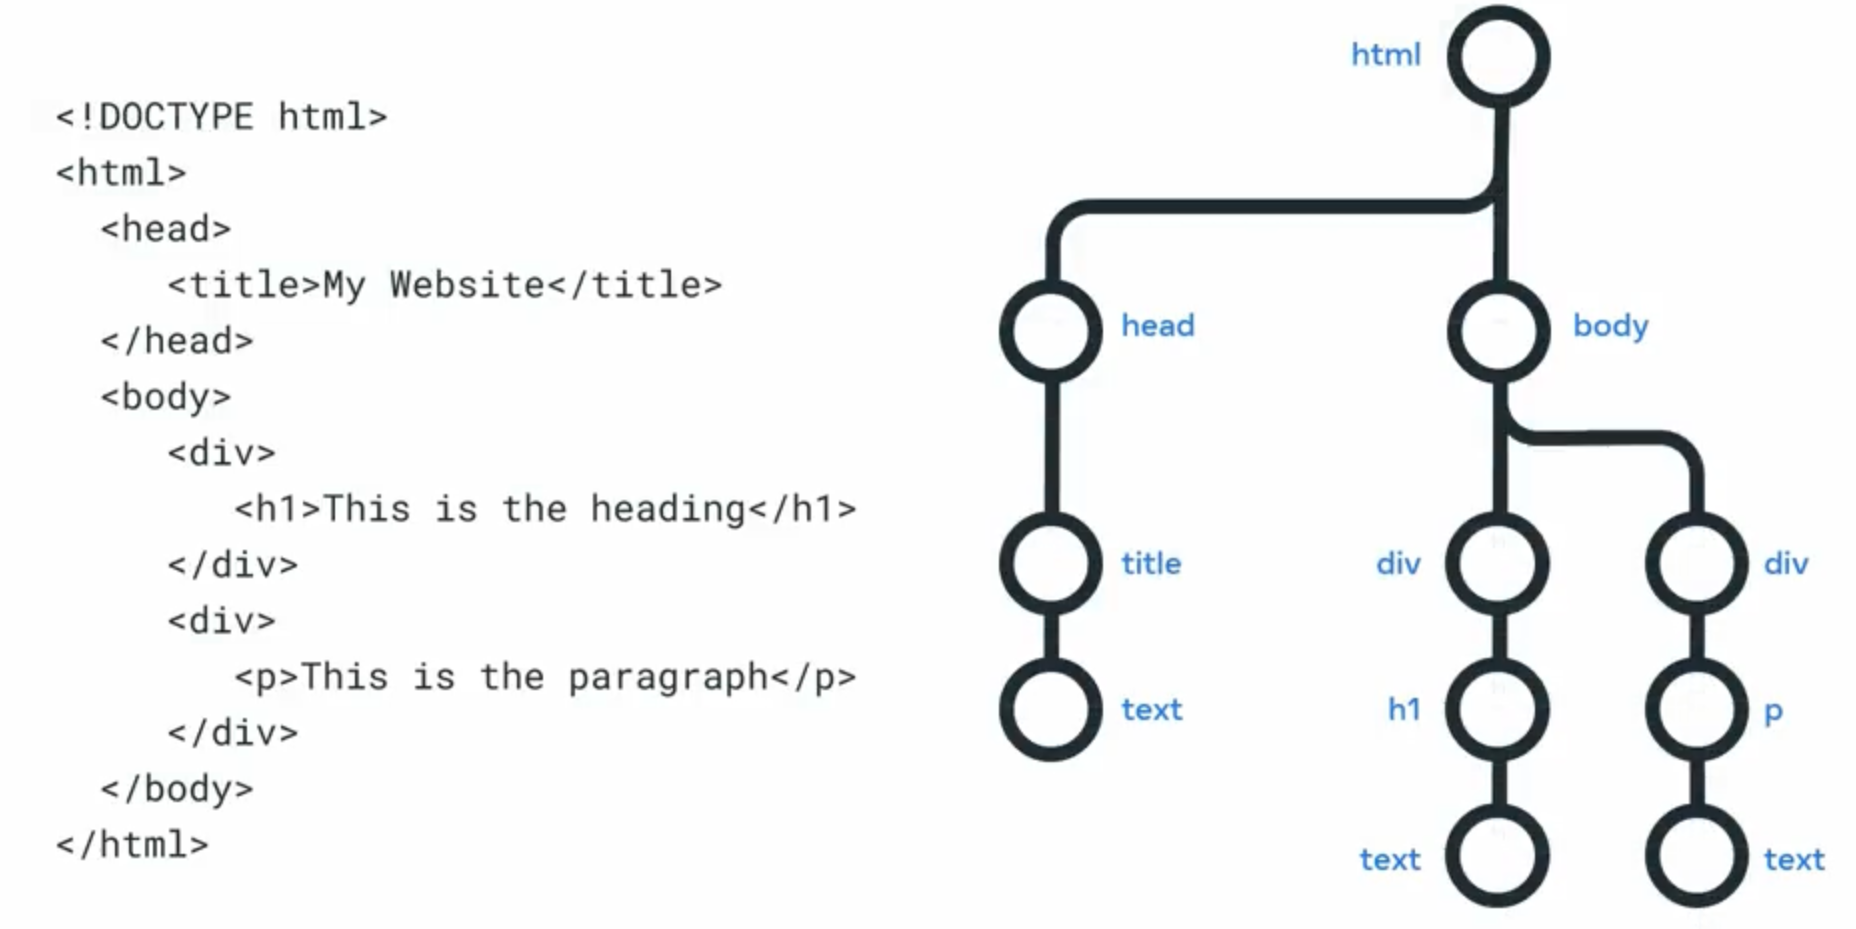 <!DOCTYPE html>
<html>
<head>
<title>My Website</title>
</head>
<body>
<div>
<h1>This is the heading</h1>
</div>
<div>
<p>This is the paragraph</p>
</div>
</body>
</html>
html
head
body
title
div
div
text
h1
p
text
text